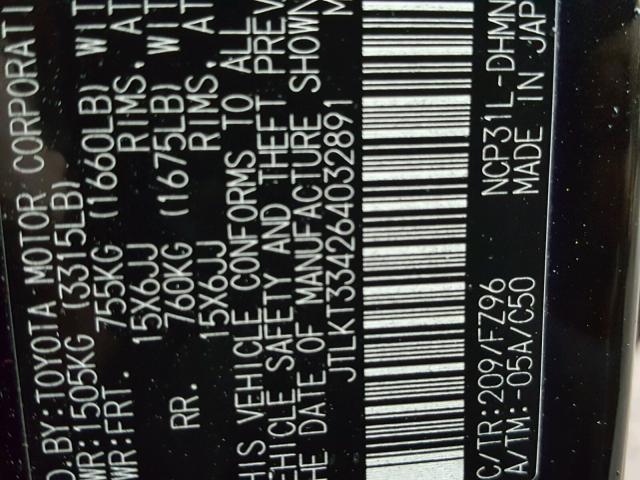 D.BY:TOYOTA MOTOR CORPORATI
WR:1505KG (3315LB)
WR:FRT. 755KG (1660LB) WIT
15X6JJ RIMS, AT
RR. 760KG (1675LB) WIT
15X6JJ RIMS, AT
HIS VEHICLE CONFORMS TO ALL
EHICLE SAFETY AND THEFT PREV
HE DATE OF MANUFACTURE SHOWN
JTLKT334264032891 M
C/TR:209/FZ96 NCP31L-DHMN
A/TM:-05A/C50 MADE IN JAP